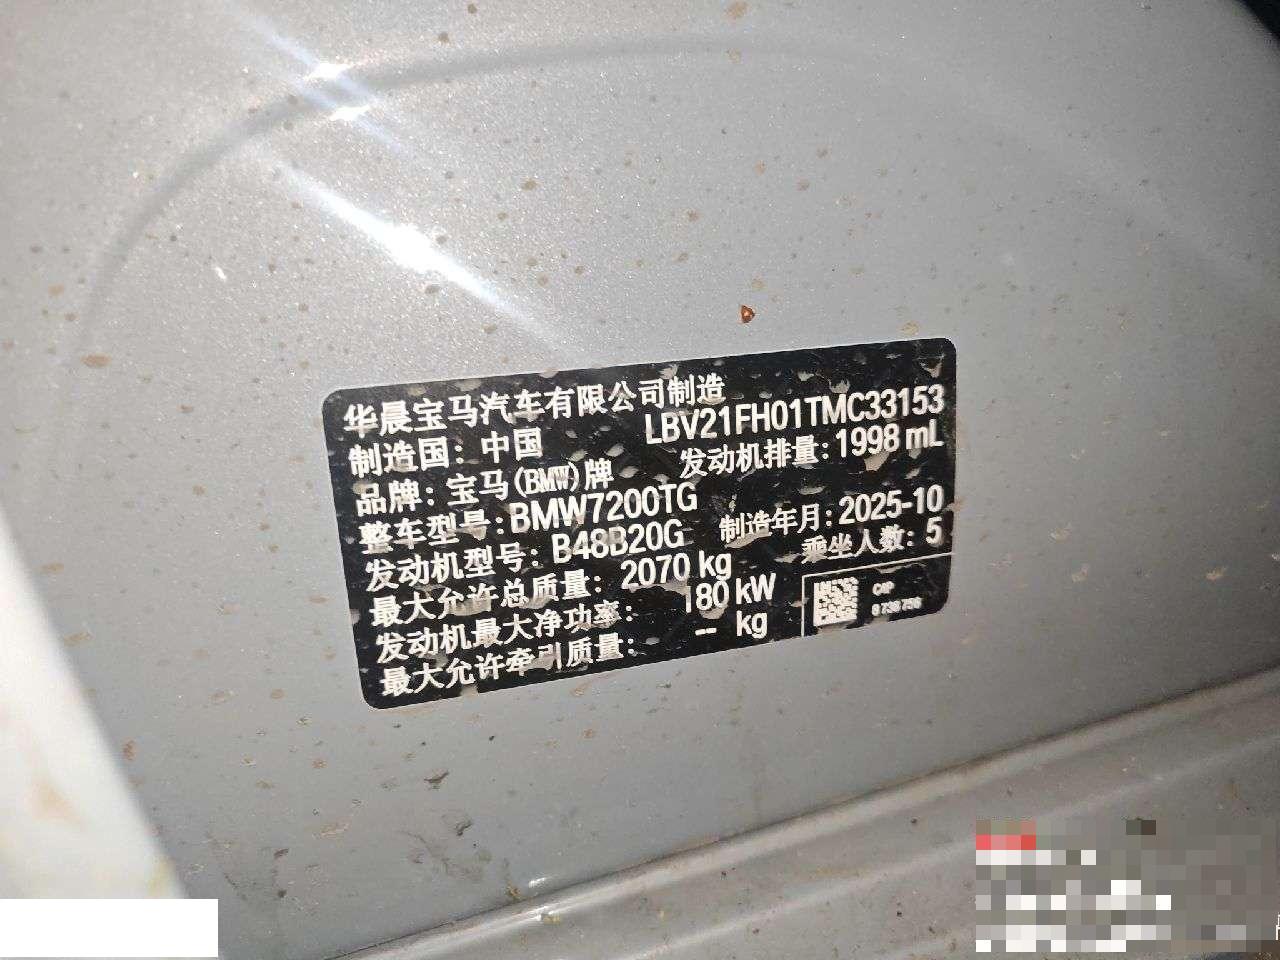 华晨宝马汽车有限公司制造
制造国：中国 LBV21FH01TMC33153
品牌：宝马(BMW)牌 发动机排量：1998 mL
整车型号：BMW7200TG
发动机型号：B48B20G 制造年月：2025-10
最大允许总质量：2070 kg 乘坐人数：5
发动机最大净功率：180 kW
最大允许牵引质量：-- kg